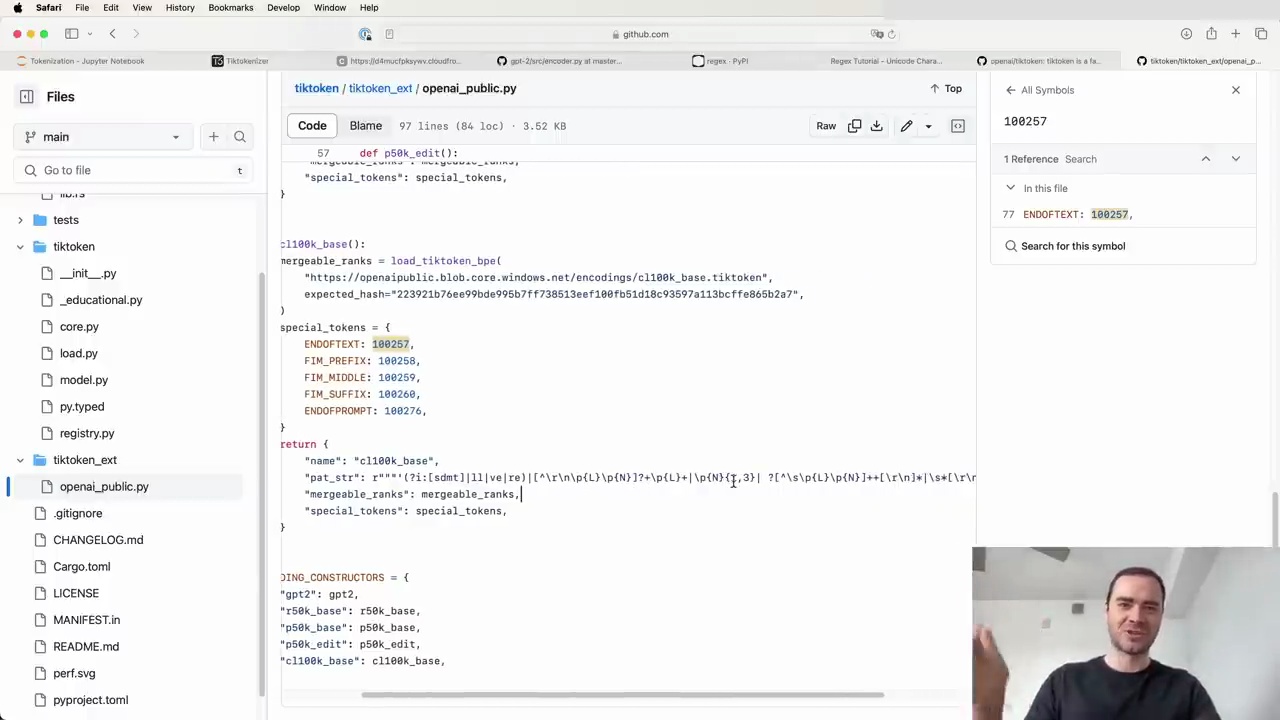 Safari File Edit View History Bookmarks Develop Window Help
github.com
Tokenization - Jupyter Notebook
Tiktokenizer
https://d4mucfpksywv.cloudfro...
gpt-2/src/encoder.py at master...
regex · PyPI
Regex Tutorial - Unicode Chara...
openai/tiktoken: tiktoken is a fa...
tiktoken/tiktoken_ext/openai_p...
Files
main
Go to file
t
lib.rs
tests
tiktoken
__init__.py
_educational.py
core.py
load.py
model.py
py.typed
registry.py
tiktoken_ext
openai_public.py
.gitignore
CHANGELOG.md
Cargo.toml
LICENSE
MANIFEST.in
README.md
perf.svg
pyproject.toml
tiktoken / tiktoken_ext / openai_public.py
Top
Code Blame 97 lines (84 loc) · 3.52 KB
Raw
57 def p50k_edit():
"mergeable_ranks": mergeable_ranks,
"special_tokens": special_tokens,
}
cl100k_base():
mergeable_ranks = load_tiktoken_bpe(
"https://openaipublic.blob.core.windows.net/encodings/cl100k_base.tiktoken",
expected_hash="223921b76ee99bde995b7ff738513eef100fb51d18c93597a113bcffe865b2a7",
)
special_tokens = {
ENDOFTEXT: 100257,
FIM_PREFIX: 100258,
FIM_MIDDLE: 100259,
FIM_SUFFIX: 100260,
ENDOFPROMPT: 100276,
}
return {
"name": "cl100k_base",
"pat_str": r"""'(?i:[sdmt]|ll|ve|re)|[^\r\n\p{L}\p{N}]?+\p{L}+|\p{N}{1,3}| ?[^\s\p{L}\p{N}]++[\r\n]*|\s*[\r\n
"mergeable_ranks": mergeable_ranks,
"special_tokens": special_tokens,
}
DING_CONSTRUCTORS = {
"gpt2": gpt2,
"r50k_base": r50k_base,
"p50k_base": p50k_base,
"p50k_edit": p50k_edit,
"cl100k_base": cl100k_base,
All Symbols
100257
1 Reference Search
In this file
77 ENDOFTEXT: 100257,
Search for this symbol